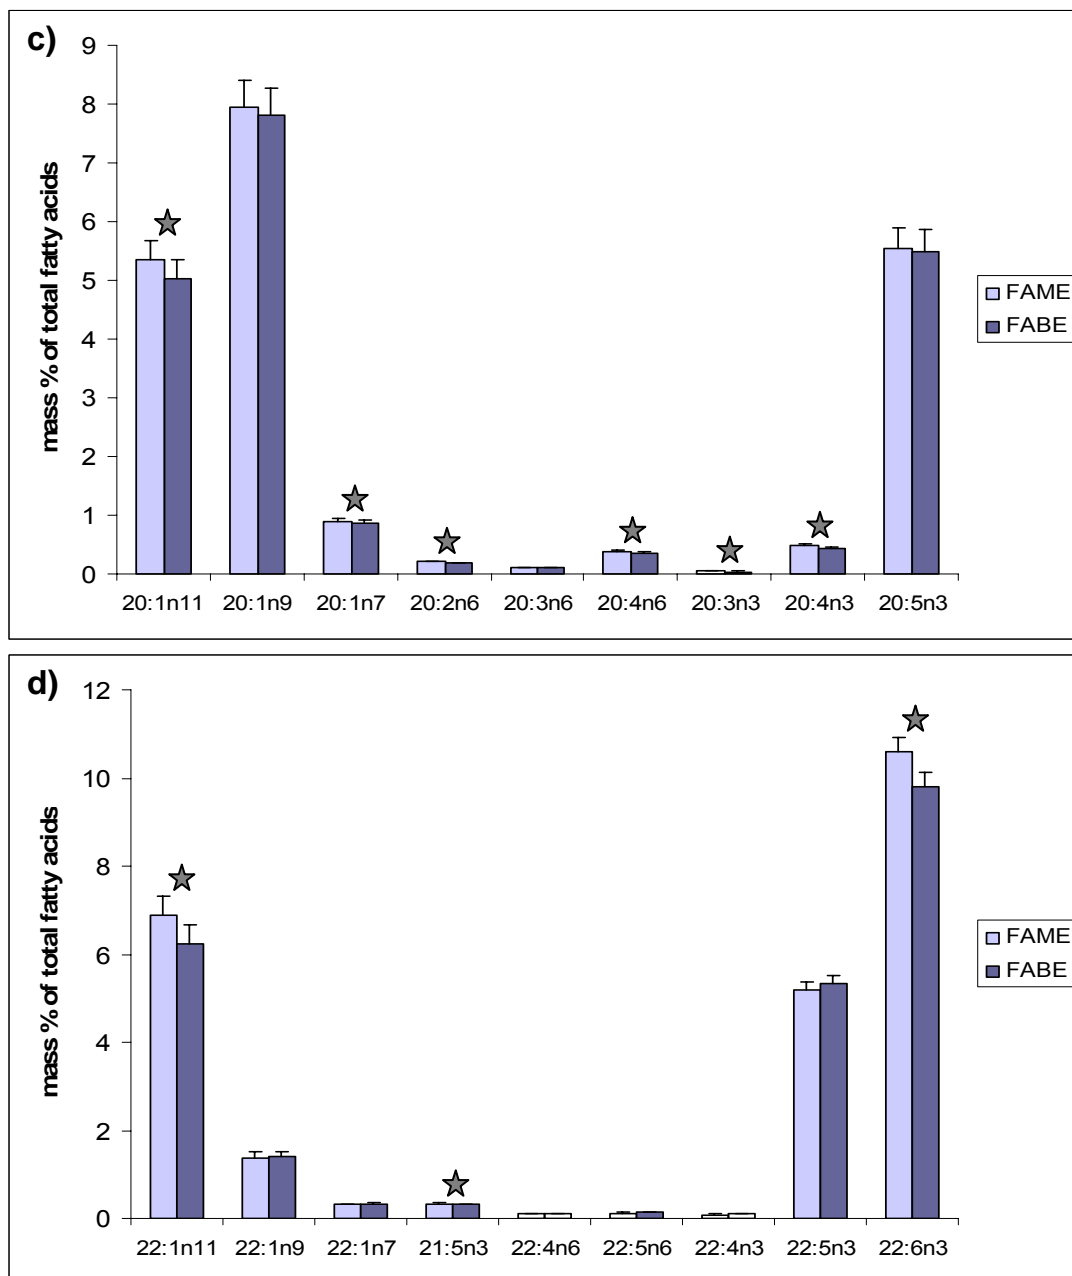 c)
mass % of total fatty acids
9
8
7
6
5
4
3
2
1
0
20:1n11 20:1n9 20:1n7 20:2n6 20:3n6 20:4n6 20:3n3 20:4n3 20:5n3
FAME
FABE
d)
mass % of total fatty acids
12
10
8
6
4
2
0
22:1n11 22:1n9 22:1n7 21:5n3 22:4n6 22:5n6 22:4n3 22:5n3 22:6n3
FAME
FABE